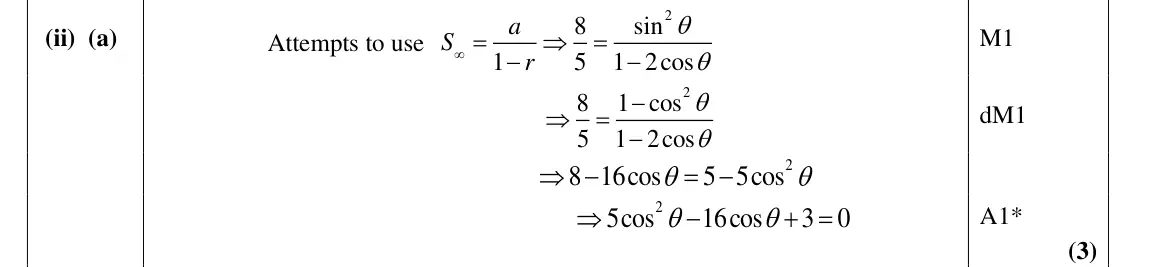 (ii) (a) Attempts to use S∞ = a/(1−r) ⇒ 8/5 = sin²θ/(1−2cosθ) M1
⇒ 8/5 = (1−cos²θ)/(1−2cosθ) dM1
⇒ 8−16cosθ = 5−5cos²θ
⇒ 5cos²θ−16cosθ+3 = 0 A1*
(3)